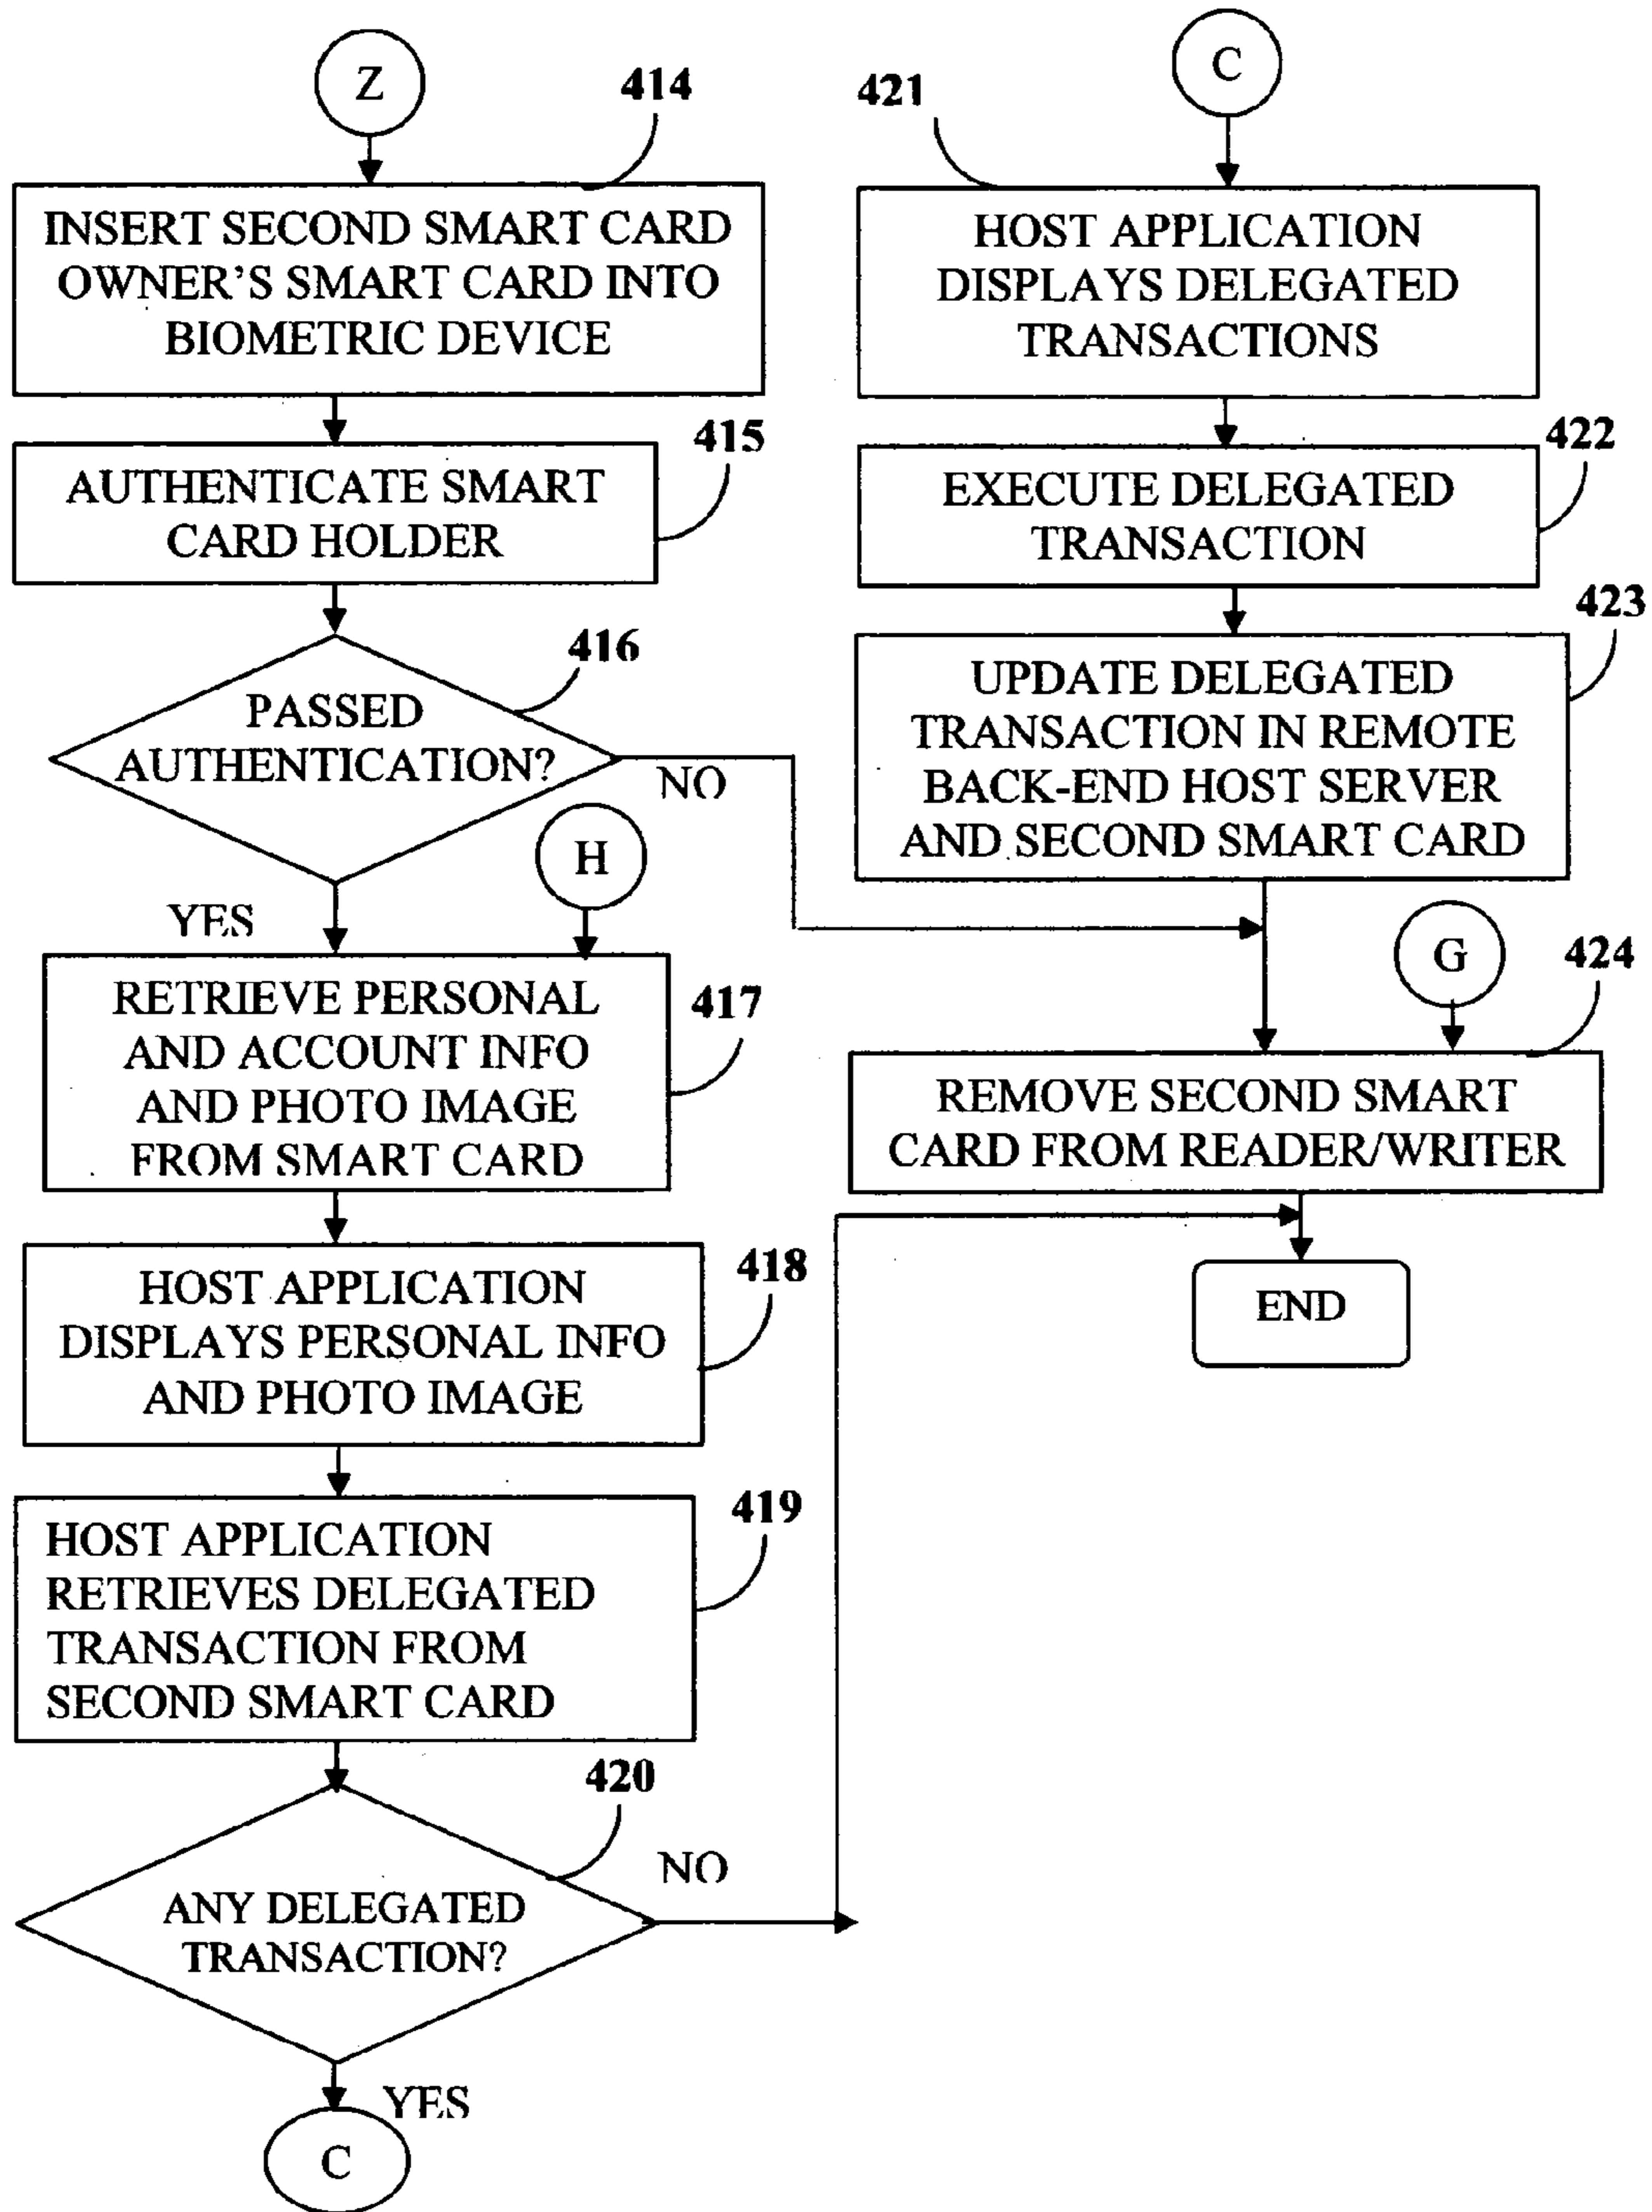 Z
414
INSERT SECOND SMART CARD
OWNER'S SMART CARD INTO
BIOMETRIC DEVICE
415
AUTHENTICATE SMART
CARD HOLDER
416
PASSED
AUTHENTICATION?
NO
H
YES
RETRIEVE PERSONAL
AND ACCOUNT INFO
AND PHOTO IMAGE
FROM SMART CARD
417
HOST APPLICATION
DISPLAYS PERSONAL INFO
AND PHOTO IMAGE
418
419
HOST APPLICATION
RETRIEVES DELEGATED
TRANSACTION FROM
SECOND SMART CARD
420
NO
ANY DELEGATED
TRANSACTION?
YES
C
C
421
HOST APPLICATION
DISPLAYS DELEGATED
TRANSACTIONS
422
EXECUTE DELEGATED
TRANSACTION
423
UPDATE DELEGATED
TRANSACTION IN REMOTE
BACK-END HOST SERVER
AND SECOND SMART CARD
G
424
REMOVE SECOND SMART
CARD FROM READER/WRITER
END